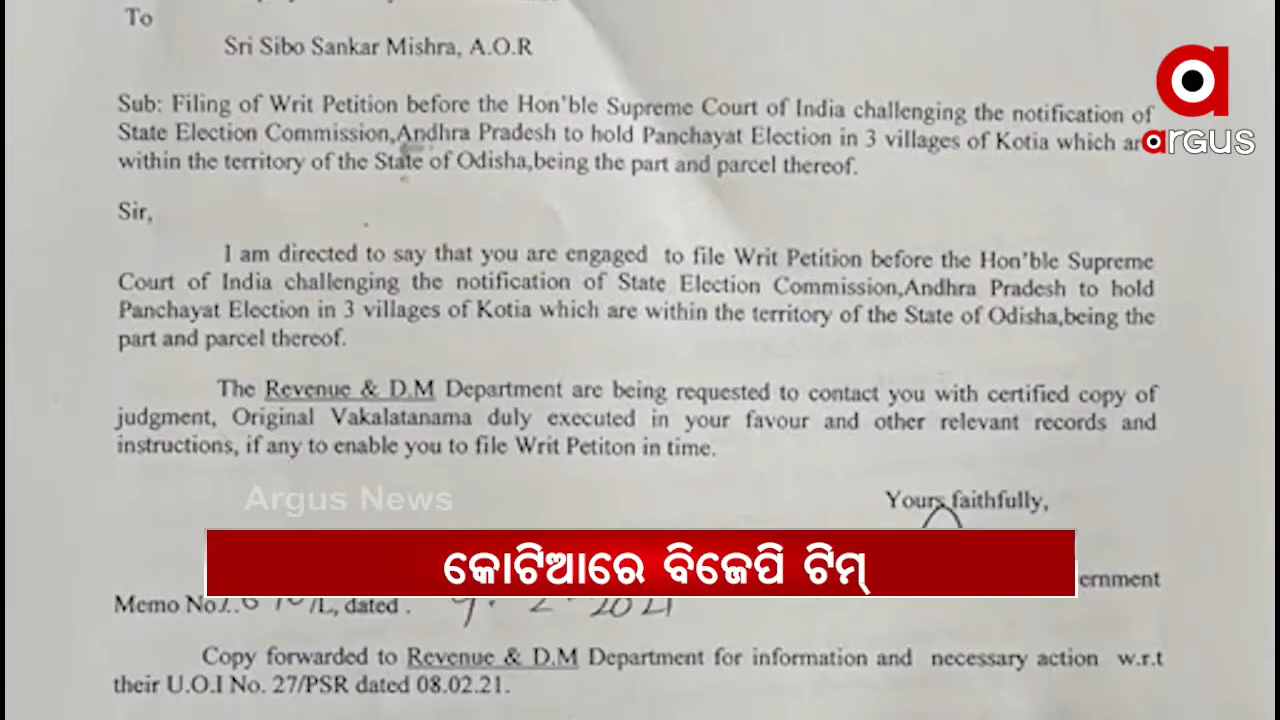 To
Sri Sibo Sankar Mishra, A.O.R
Sub: Filing of Writ Petition before the Hon'ble Supreme Court of India challenging the notification of
State Election Commission,Andhra Pradesh to hold Panchayat Election in 3 villages of Kotia which are
within the territory of the State of Odisha,being the part and parcel thereof.
argus
Sir,
I am directed to say that you are engaged to file Writ Petition before the Hon'ble Supreme
Court of India challenging the notification of State Election Commission,Andhra Pradesh to hold
Panchayat Election in 3 villages of Kotia which are within the territory of the State of Odisha,being the
part and parcel thereof.
The Revenue & D.M Department are being requested to contact you with certified copy of
judgment, Original Vakalatanama duly executed in your favour and other relevant records and
instructions, if any to enable you to file Writ Petiton in time.
Argus News
Yours faithfully,
କୋଟିଆରେ ବିଜେପି ଟିମ୍
ernment
Memo No /L, dated . 9. 2. 2021
Copy forwarded to Revenue & D.M Department for information and necessary action w.r.t
their U.O.I No. 27/PSR dated 08.02.21.